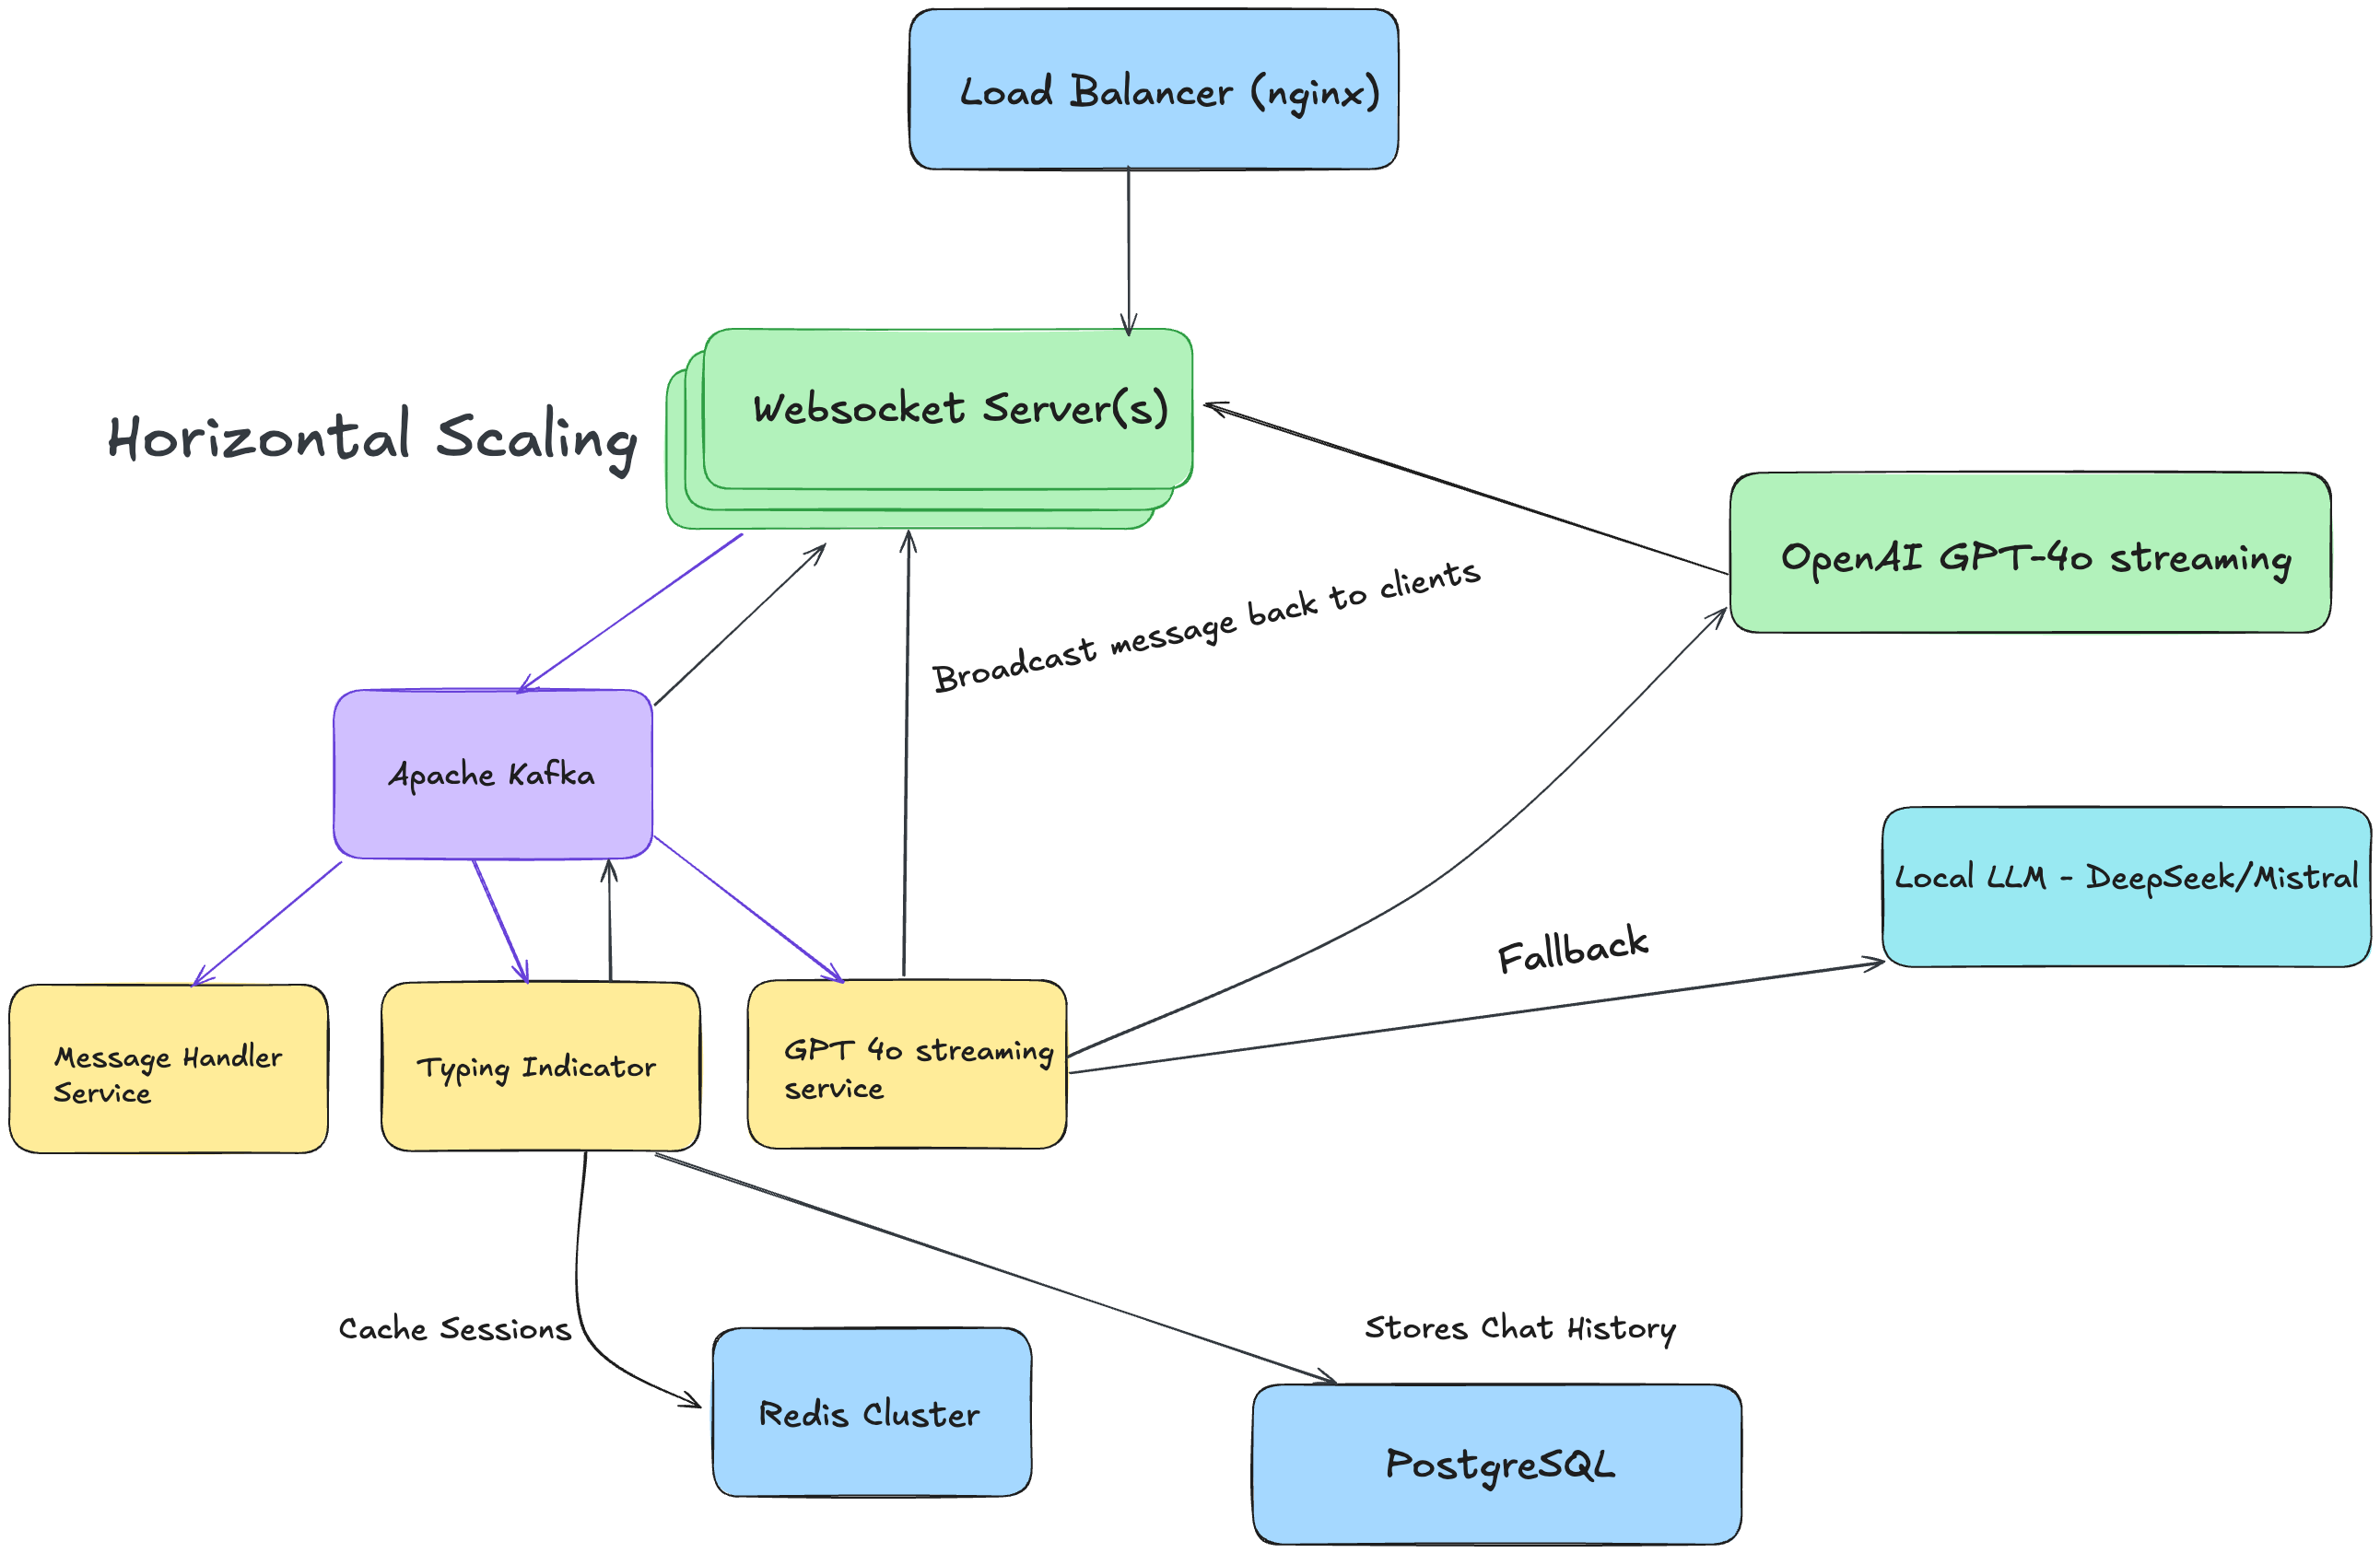 Load Balancer (nginx)
Websocket Server(s)
Horizontal Scaling
OpenAI GPT-4o streaming
Broadcast message back to clients
Apache Kafka
Local LLM - DeepSeek/Mistral
Fallback
Message Handler
Service
Typing Indicator
GPT 4o streaming
service
Cache Sessions
Stores Chat History
Redis Cluster
PostgreSQL